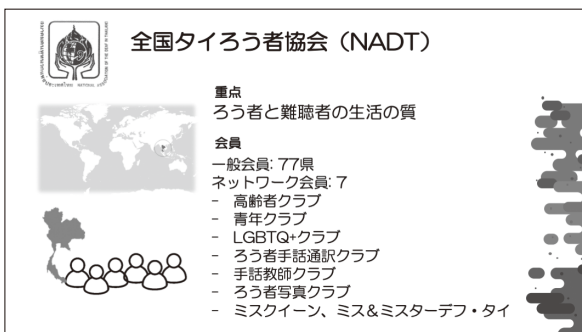 全国タイろう者協会（NADT）
重点
ろう者と難聴者の生活の質
会員
一般会員: 77県
ネットワーク会員: 7
- 高齢者クラブ
- 青年クラブ
- LGBTQ+クラブ
- ろう者手話通訳クラブ
- 手話教師クラブ
- ろう者写真クラブ
- ミスクイーン、ミス&ミスターデフ・タイ